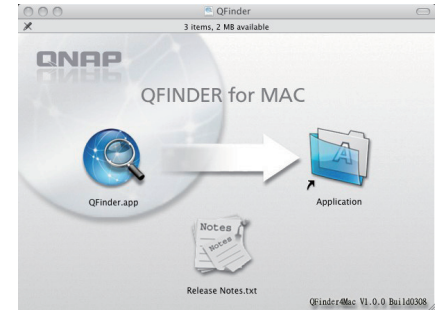 QFinder
3 items, 2 MB available
QNAP
QFINDER for MAC
A
QFinder.app
Application
Notes
Notes
Release Notes.txt
QFinder4Mac V1.0.0 Build0308